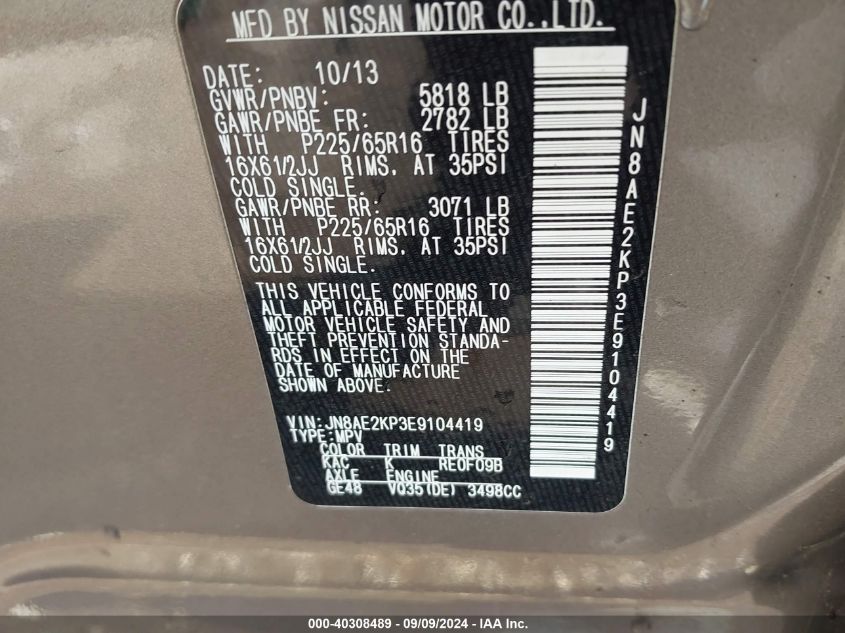 MFD BY NISSAN MOTOR CO.,LTD.
DATE: 10/13
GVWR/PNBV: 5818 LB
GAWR/PNBE FR: 2782 LB
WITH P225/65R16 TIRES
16X61/2JJ RIMS, AT 35PSI
COLD SINGLE.
GAWR/PNBE RR: 3071 LB
WITH P225/65R16 TIRES
16X61/2JJ RIMS, AT 35PSI
COLD SINGLE.
THIS VEHICLE CONFORMS TO
ALL APPLICABLE FEDERAL
MOTOR VEHICLE SAFETY AND
THEFT PREVENTION STANDA-
RDS IN EFFECT ON THE
DATE OF MANUFACTURE
SHOWN ABOVE.
VIN:JN8AE2KP3E9104419
TYPE:MPV
COLOR TRIM TRANS
KAC K RE0F09B
AXLE ENGINE
GE48 VQ35(DE) 3498CC
JN8AE2KP3E9104419
000-40308489 - 09/09/2024 - IAA Inc.